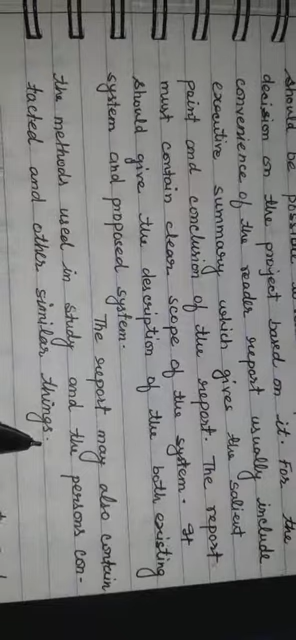 should be possible
decision on the project based on it. For the
convenience of the reader report usually include
executive summary which gives the salient
point and conclusion of the report. The report
must contain clear scope of the system. It
should give the description of the both existing
system and proposed system.
The report may also contain
the methods used in study and the persons con-
tacted and other similar things.